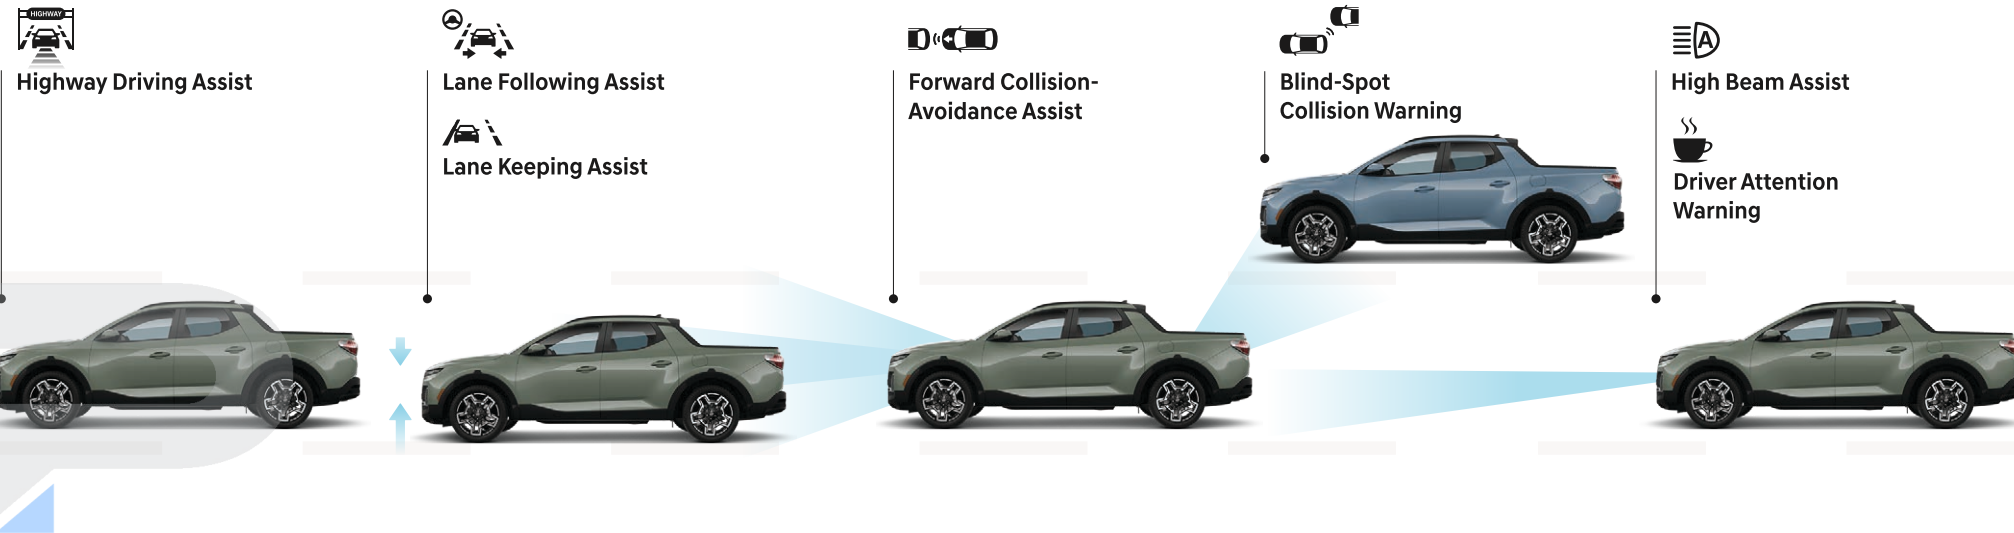 HIGHWAY
Highway Driving Assist
Lane Following Assist
Lane Keeping Assist
Forward Collision-
Avoidance Assist
Blind-Spot
Collision Warning
A
High Beam Assist
Driver Attention
Warning